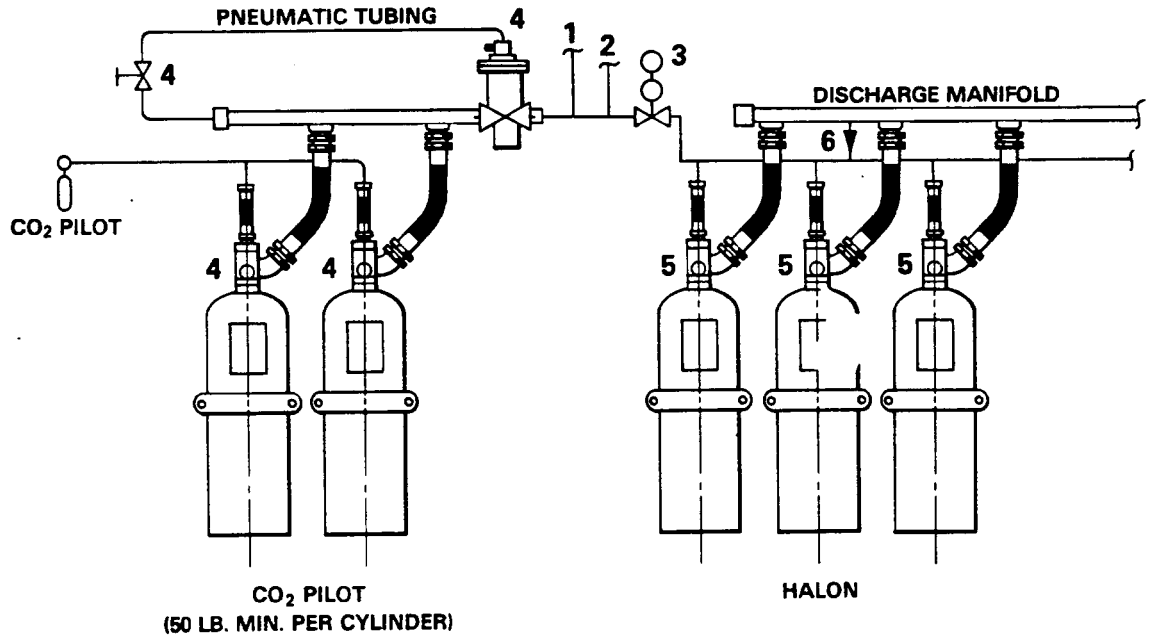 PNEUMATIC TUBING
4
1
2
3
4
DISCHARGE MANIFOLD
6
CO₂ PILOT
4
4
5
5
5
CO₂ PILOT
(50 LB. MIN. PER CYLINDER)
HALON